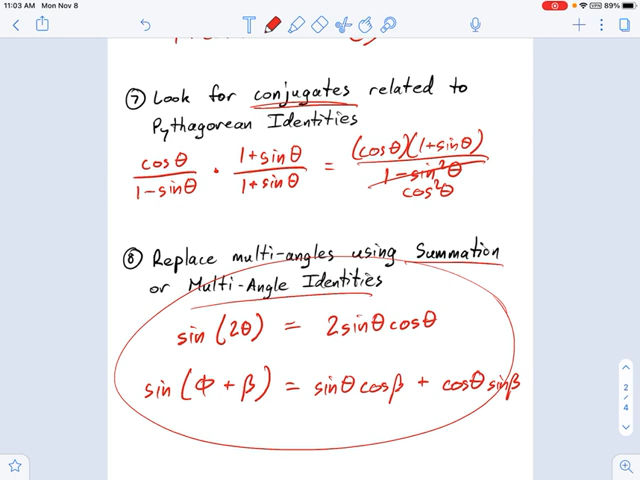 11:03 AM Mon Nov 8
89%
⑦ Look for conjugates related to
Pythagorean Identities
cosθ / 1-sinθ · 1+sinθ / 1+sinθ = (cosθ)(1+sinθ) / 1-sin²θ
cos²θ
⑧ Replace multi-angles using Summation
or Multi-Angle Identities
sin(2θ) = 2sinθcosθ
sin(Φ+β) = sinθcosβ + cosθsinβ
2
/
4